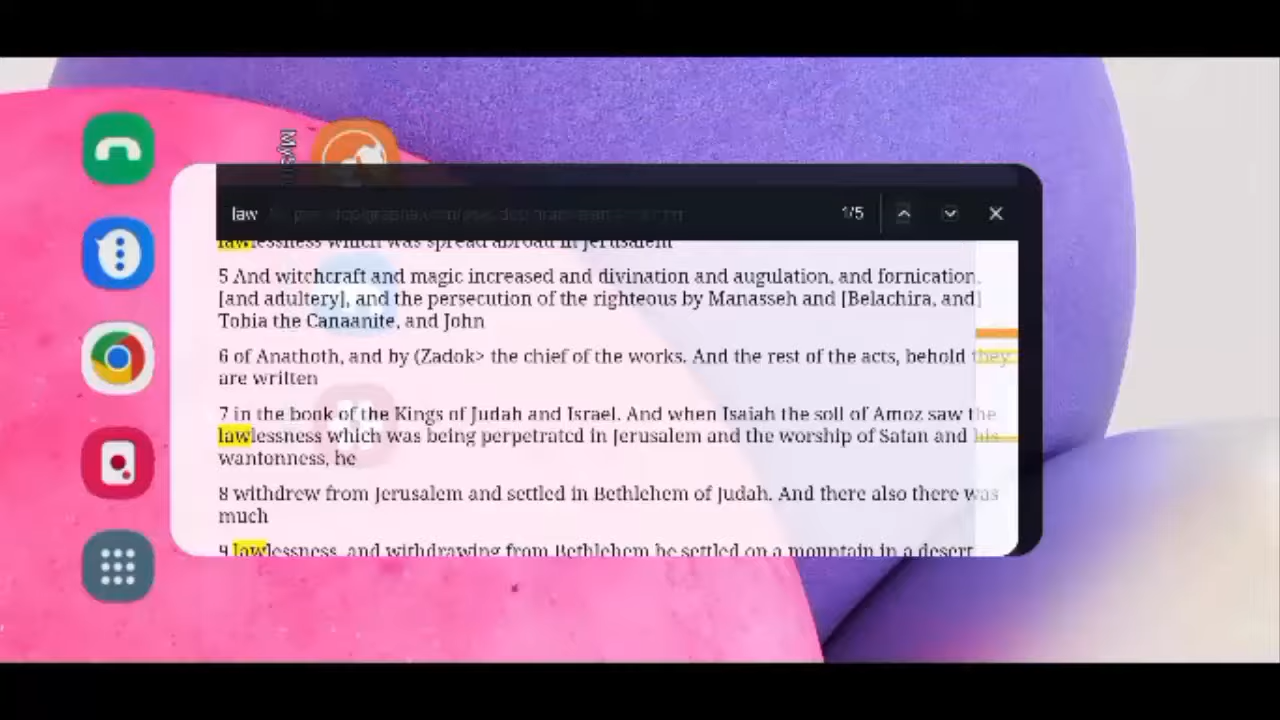 law
1/5
lawlessness which was spread abroad in Jerusalem
5 And witchcraft and magic increased and divination and augulation, and fornication,
[and adultery], and the persecution of the righteous by Manasseh and [Belachira, and]
Tobia the Canaanite, and John
6 of Anathoth, and by (Zadok> the chief of the works. And the rest of the acts, behold they
are written
7 in the book of the Kings of Judah and Israel. And when Isaiah the soll of Amoz saw the
lawlessness which was being perpetratcd in Jerusalem and the worship of Satan and his
wantonness, he
8 withdrew from Jerusalem and settled in Bethlehem of Judah. And there also there was
much
9 lawlessness, and withdrawing from Bethlehem he settled on a mountain in a desert